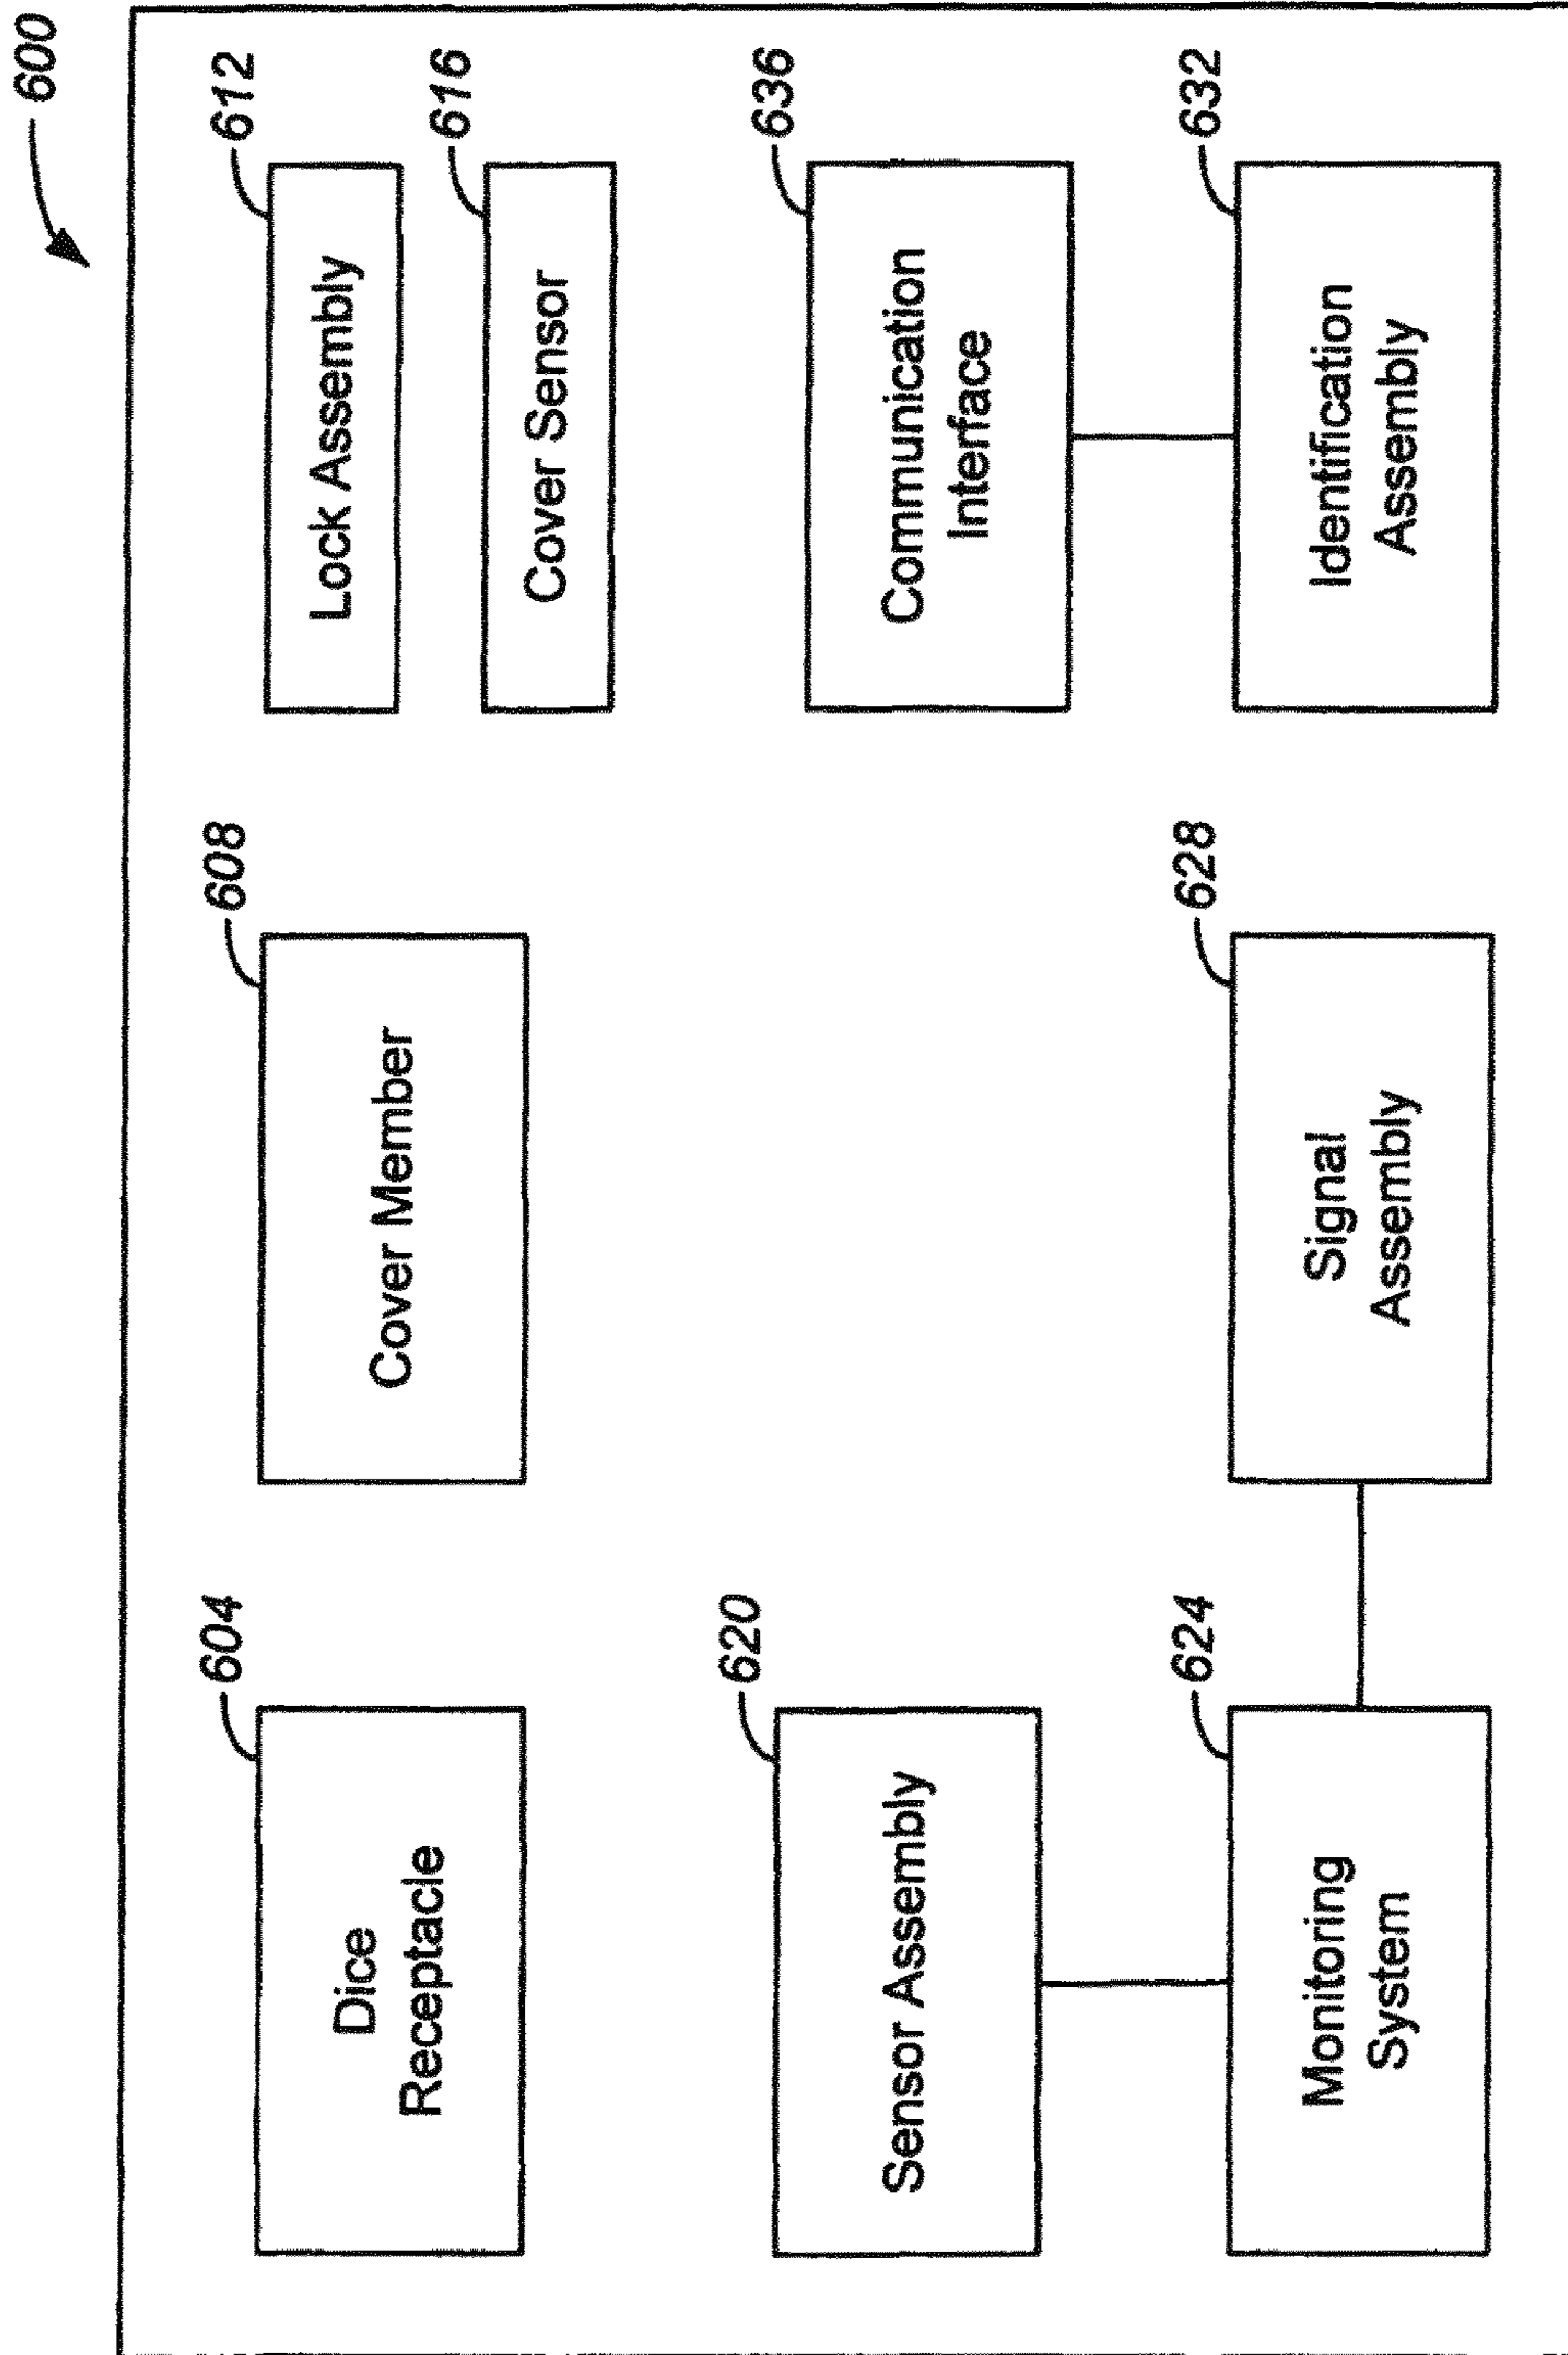 600
604
Dice
Receptacle
608
Cover Member
612
Lock Assembly
616
Cover Sensor
620
Sensor Assembly
636
Communication
Interface
624
Monitoring
System
628
Signal
Assembly
632
Identification
Assembly